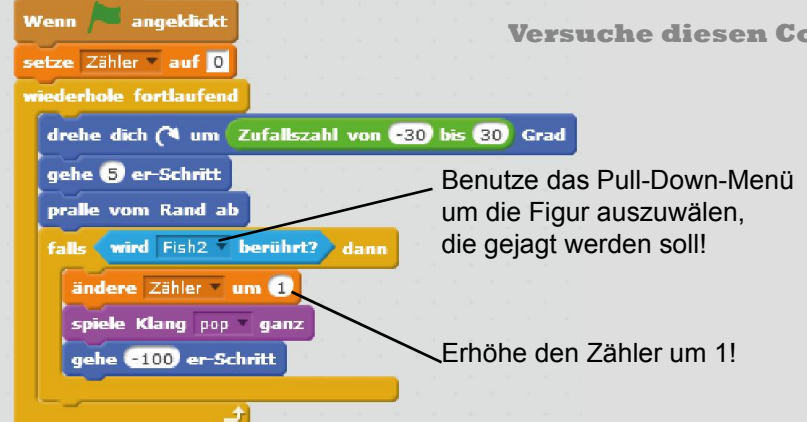 Wenn angeklickt
Versuche diesen Co
setze Zähler auf 0
wiederhole fortlaufend
drehe dich um Zufallszahl von -30 bis 30 Grad
gehe 5 er-Schritt
pralle vom Rand ab
Benutze das Pull-Down-Menü
um die Figur auszuwälen,
die gejagt werden soll!
falls wird Fish2 berührt? dann
ändere Zähler um 1
spiele Klang pop ganz
gehe -100 er-Schritt
Erhöhe den Zähler um 1!